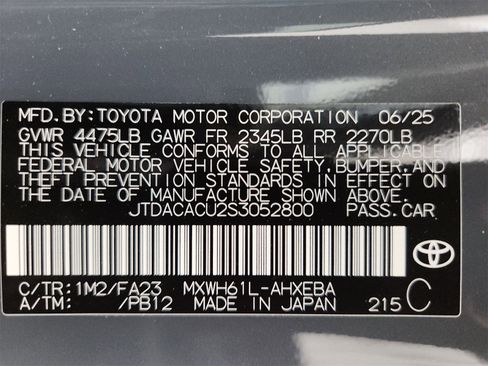 MFD.BY:TOYOTA MOTOR CORPORATION 06/25
GVWR 4475LB GAWR FR 2345LB RR 2270LB
THIS VEHICLE CONFORMS TO ALL APPLICABLE
FEDERAL MOTOR VEHICLE SAFETY, BUMPER, AND
THEFT PREVENTION STANDARDS IN EFFECT ON
THE DATE OF MANUFACTURE SHOWN ABOVE.
JTDACACU2S3052800 PASS.CAR
C/TR:1M2/FA23 MXWH61L-AHXEBA
A/TM: /PB12 MADE IN JAPAN 215 C